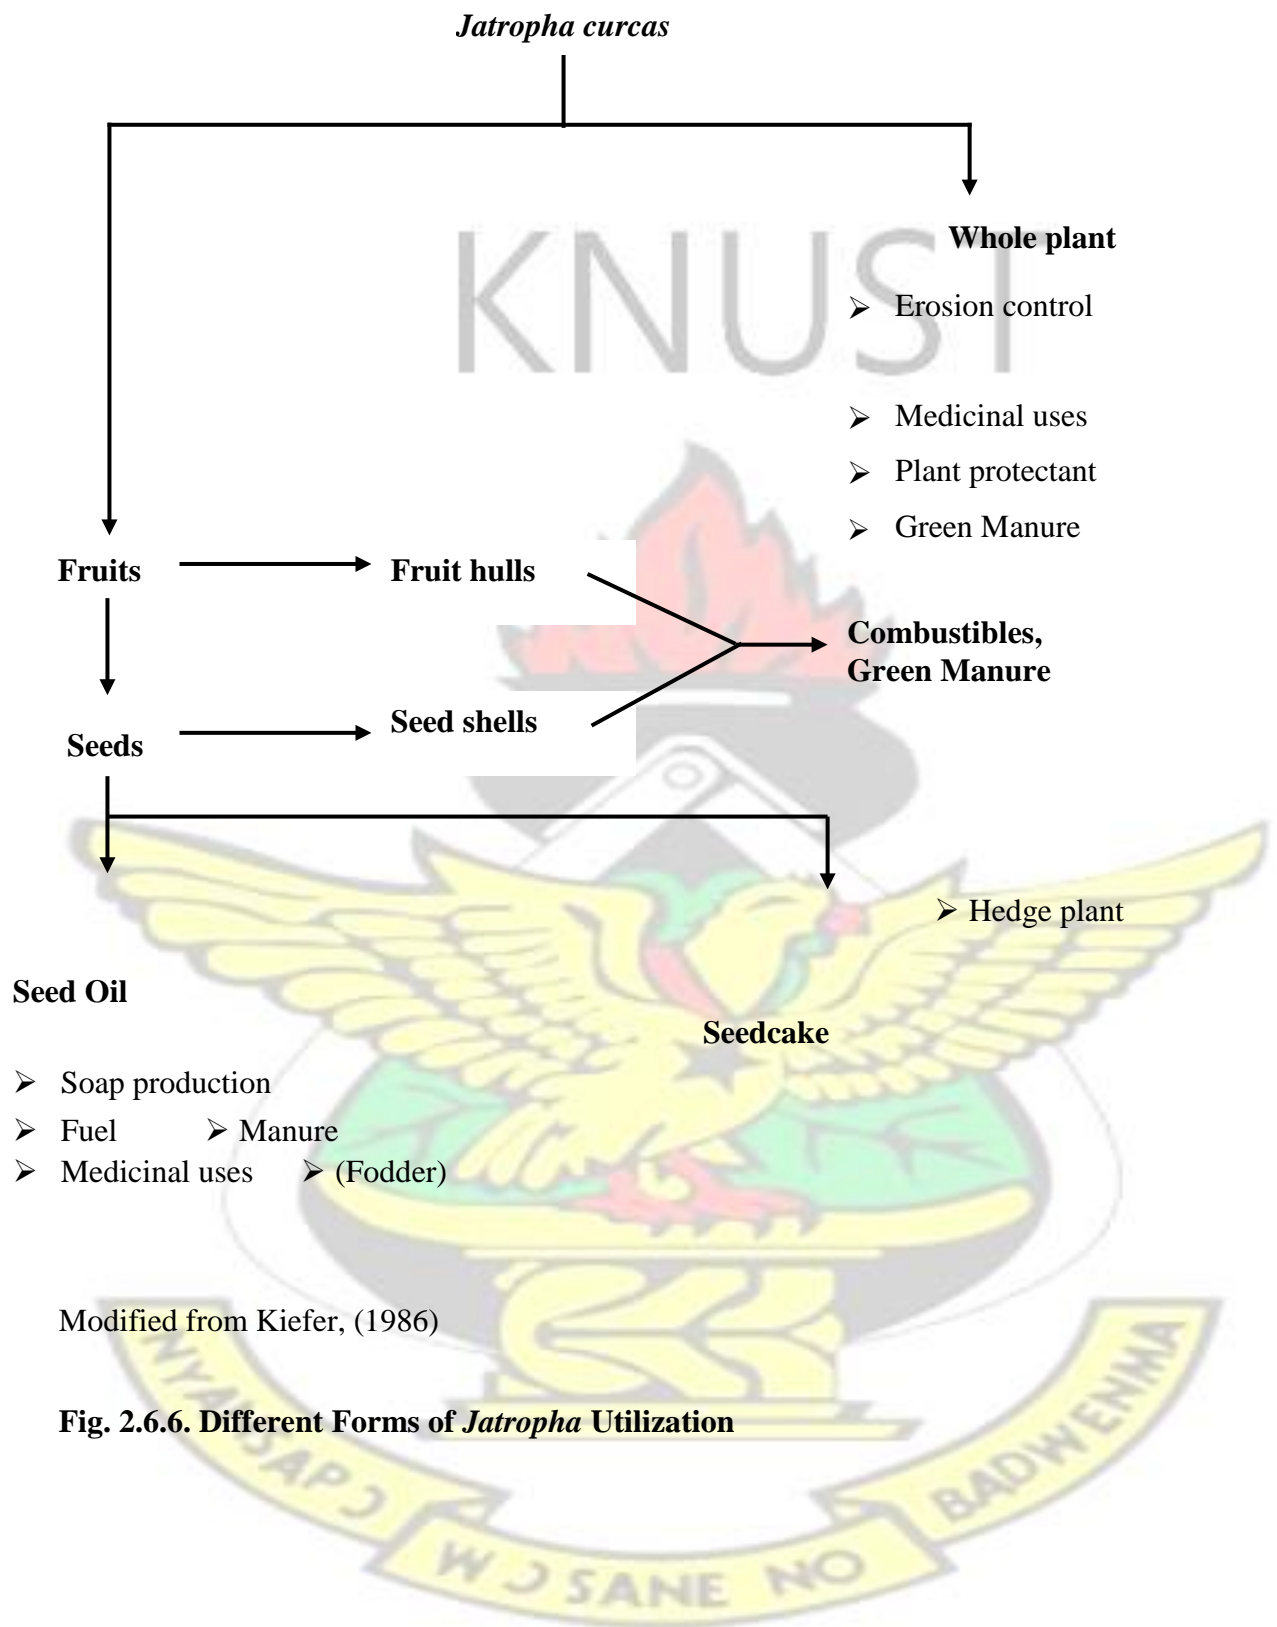 Jatropha curcas
KNUST
Whole plant
➢ Erosion control
➢ Medicinal uses
➢ Plant protectant
➢ Green Manure
Fruits
Fruit hulls
Combustibles,
Green Manure
Seeds
Seed shells
➢ Hedge plant
Seed Oil
Seedcake
➢ Soap production
➢ Fuel ➢ Manure
➢ Medicinal uses ➢ (Fodder)
Modified from Kiefer, (1986)
Fig. 2.6.6. Different Forms of Jatropha Utilization
NYANSAPƆ
WƆSANE NO
BADWENMA